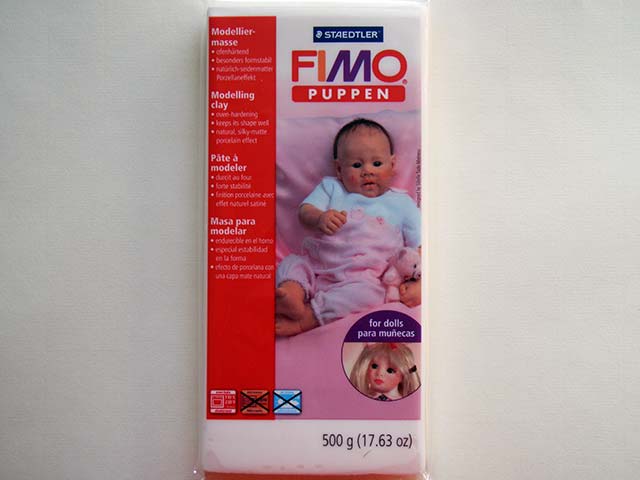 STAEDTLER
FIMO
PUPPEN
Modellier-
masse
• ofenhärtend
• besonders formstabil
• natürlich-seidenmatter
Porzellaneffekt
Modelling
clay
• oven-hardening
• keeps its shape well
• natural, silky-matte
porcelain effect
Pâte à
modeler
• durcit au four
• forte stabilité
• finition porcelaine avec
effet naturel satiné
Masa para
modelar
• endurecible en el horno
• especial estabilidad
en la forma
• efecto de porcelana con
una capa mate natural
for dolls
para muñecas
500 g (17.63 oz)